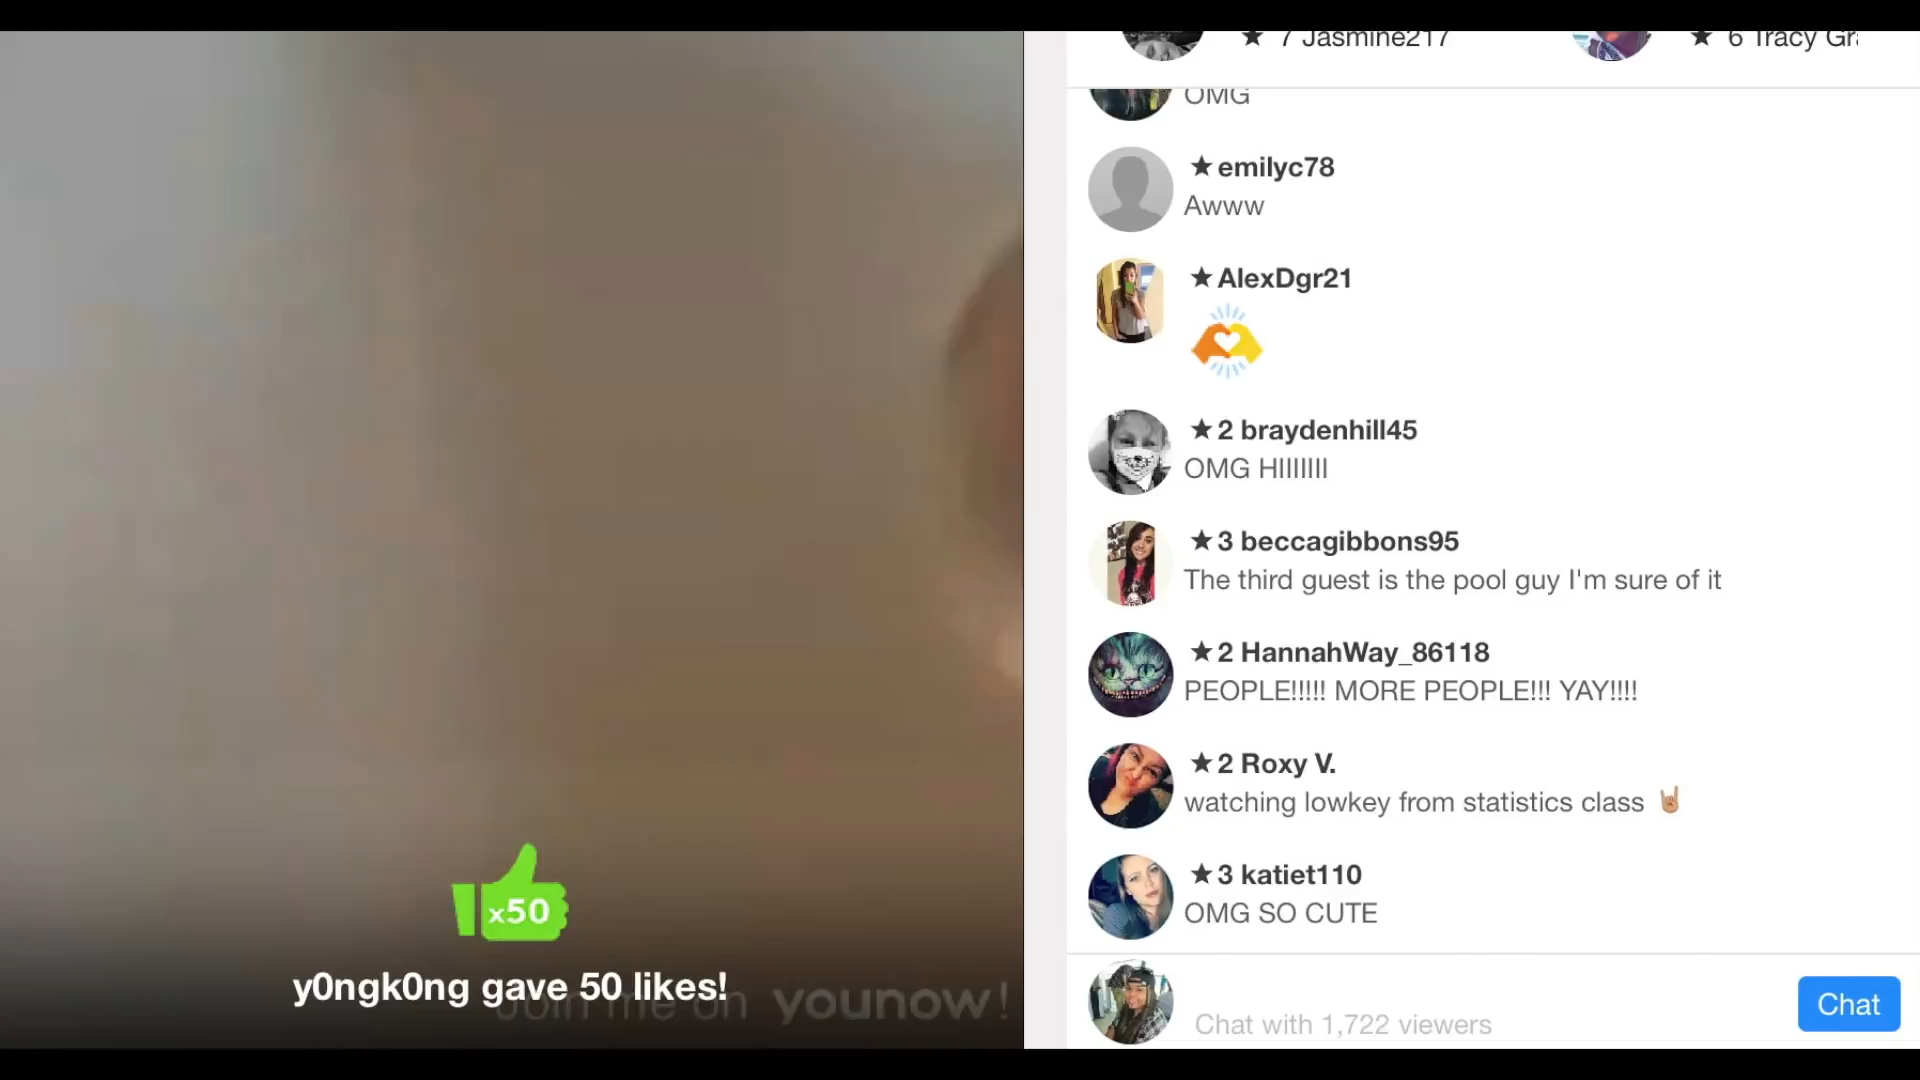 ★ 7 Jasmine217
★ 6 Tracy Gr
OMG
★ emilyc78
Awww
★ AlexDgr21
★ 2 braydenhill45
OMG HIIIIIII
★ 3 beccagibbons95
The third guest is the pool guy I'm sure of it
★ 2 HannahWay_86118
PEOPLE!!!!! MORE PEOPLE!!! YAY!!!!
★ 2 Roxy V.
watching lowkey from statistics class 🤘🏼
★ 3 katiet110
OMG SO CUTE
x50
y0ngk0ng gave 50 likes!
Join me on younow!
Chat with 1,722 viewers
Chat